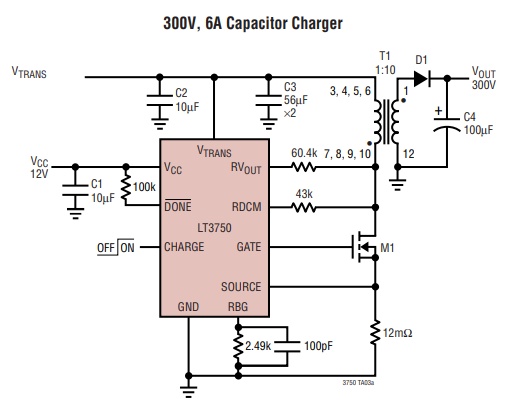 300V, 6A Capacitor Charger
T1
1:10
D1
VTRANS
VOUT
300V
C2
10µF
C3
56µF
×2
3, 4, 5, 6
1
+
C4
100µF
VTRANS
60.4k
7, 8, 9, 10
12
VCC
12V
VCC
RVOUT
C1
10µF
100k
43k
DONE
RDCM
LT3750
OFF ON
CHARGE
GATE
M1
SOURCE
GND
RBG
12mΩ
2.49k
100pF
3750 TA03a